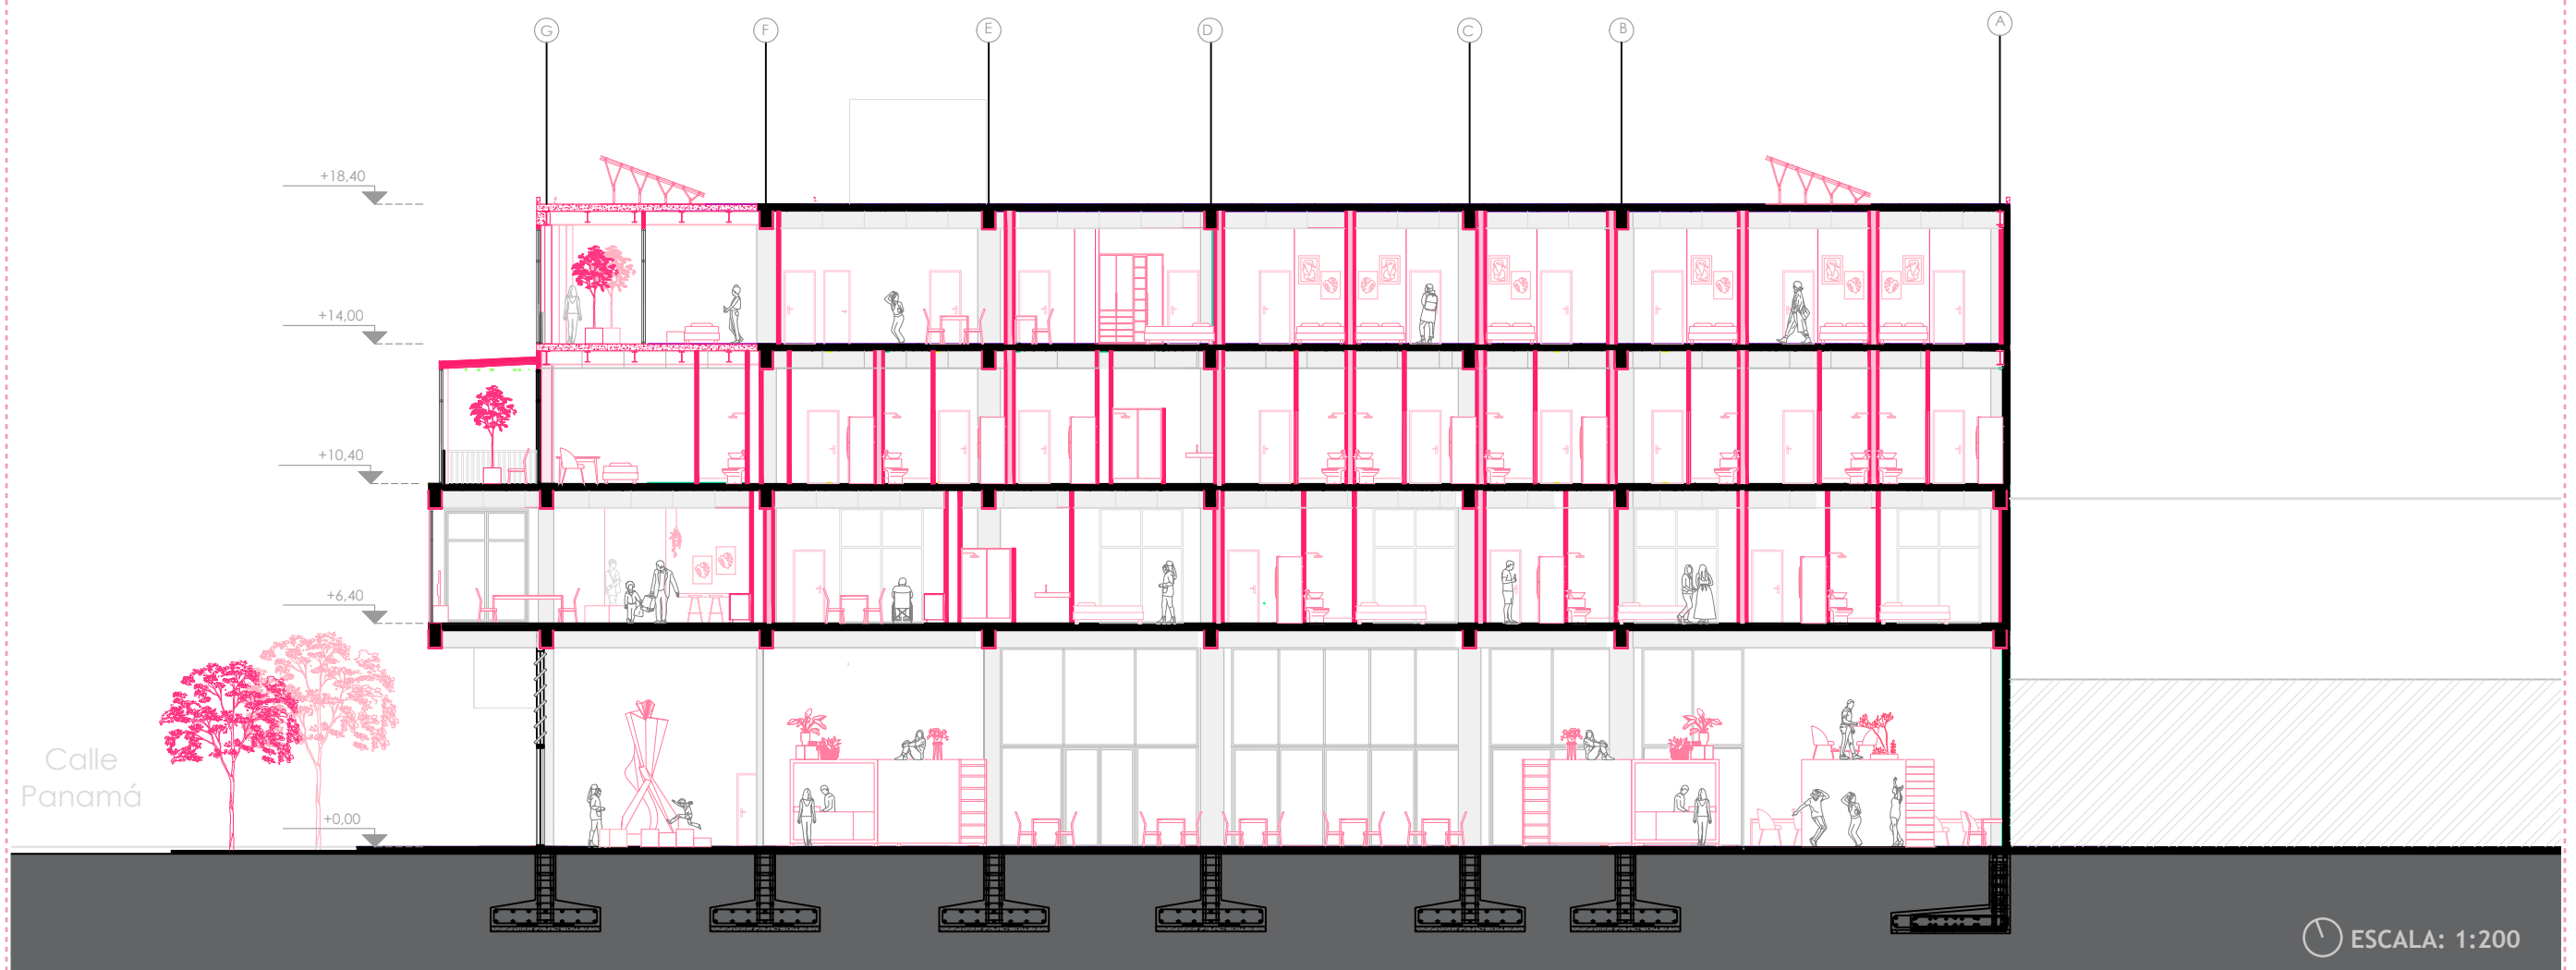 G F E D C B A
+18,40
+14,00
+10,40
+6,40
Calle
Panamá
+0,00
ESCALA: 1:200